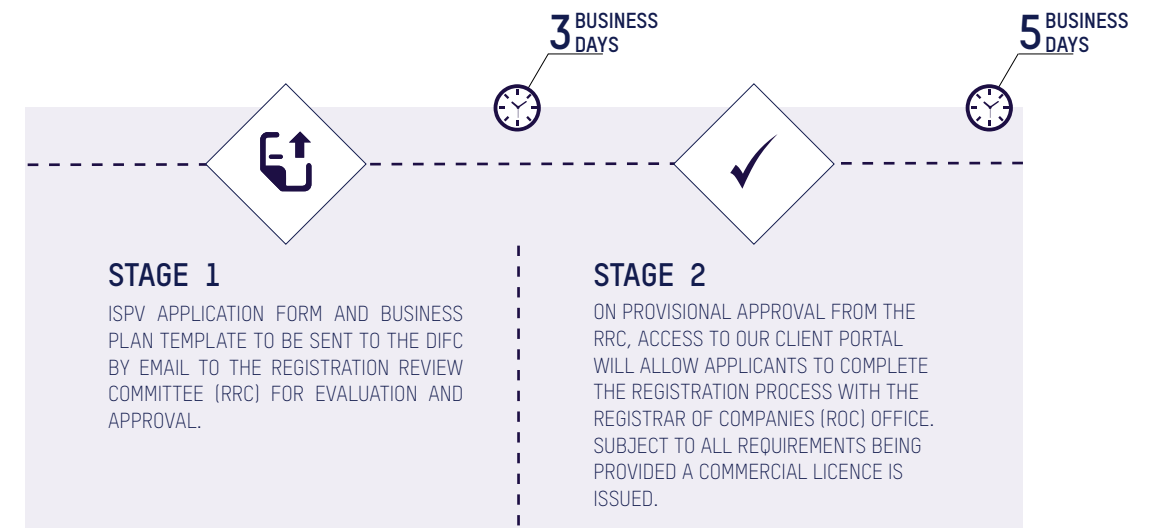 3 BUSINESS
DAYS
5 BUSINESS
DAYS
STAGE 1
ISPV APPLICATION FORM AND BUSINESS
PLAN TEMPLATE TO BE SENT TO THE DIFC
BY EMAIL TO THE REGISTRATION REVIEW
COMMITTEE (RRC) FOR EVALUATION AND
APPROVAL.
STAGE 2
ON PROVISIONAL APPROVAL FROM THE
RRC, ACCESS TO OUR CLIENT PORTAL
WILL ALLOW APPLICANTS TO COMPLETE
THE REGISTRATION PROCESS WITH THE
REGISTRAR OF COMPANIES (ROC) OFFICE.
SUBJECT TO ALL REQUIREMENTS BEING
PROVIDED A COMMERCIAL LICENCE IS
ISSUED.